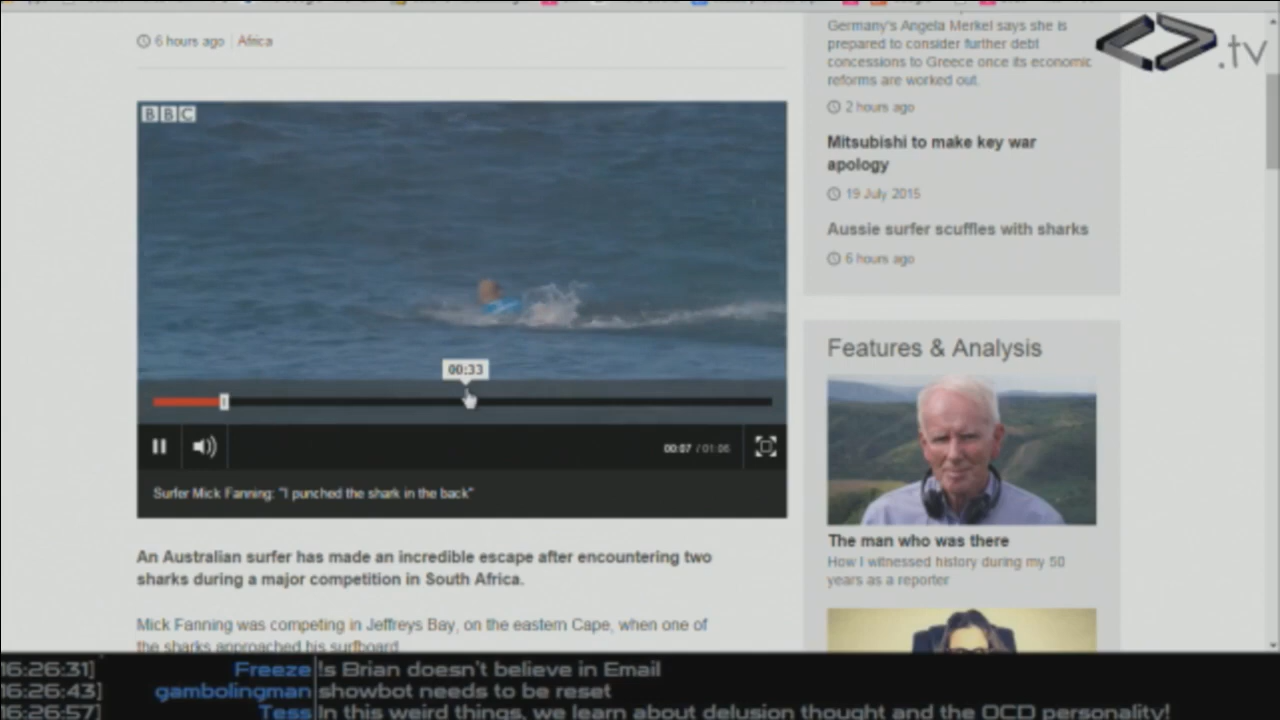 6 hours ago | Africa
BBC
00:33
00:07 / 01:06
Surfer Mick Fanning: "I punched the shark in the back"
An Australian surfer has made an incredible escape after encountering two
sharks during a major competition in South Africa.
Mick Fanning was competing in Jeffreys Bay, on the eastern Cape, when one of
the sharks approached his surfboard
Germany's Angela Merkel says she is
prepared to consider further debt
concessions to Greece once its economic
reforms are worked out.
2 hours ago
Mitsubishi to make key war
apology
19 July 2015
Aussie surfer scuffles with sharks
6 hours ago
Features & Analysis
The man who was there
How I witnessed history during my 50
years as a reporter
.tv
16:26:31] Freeze !s Brian doesn't believe in Email
16:26:43] gambolingman showbot needs to be reset
16:26:57] Tess In this weird things, we learn about delusion thought and the OCD personality!